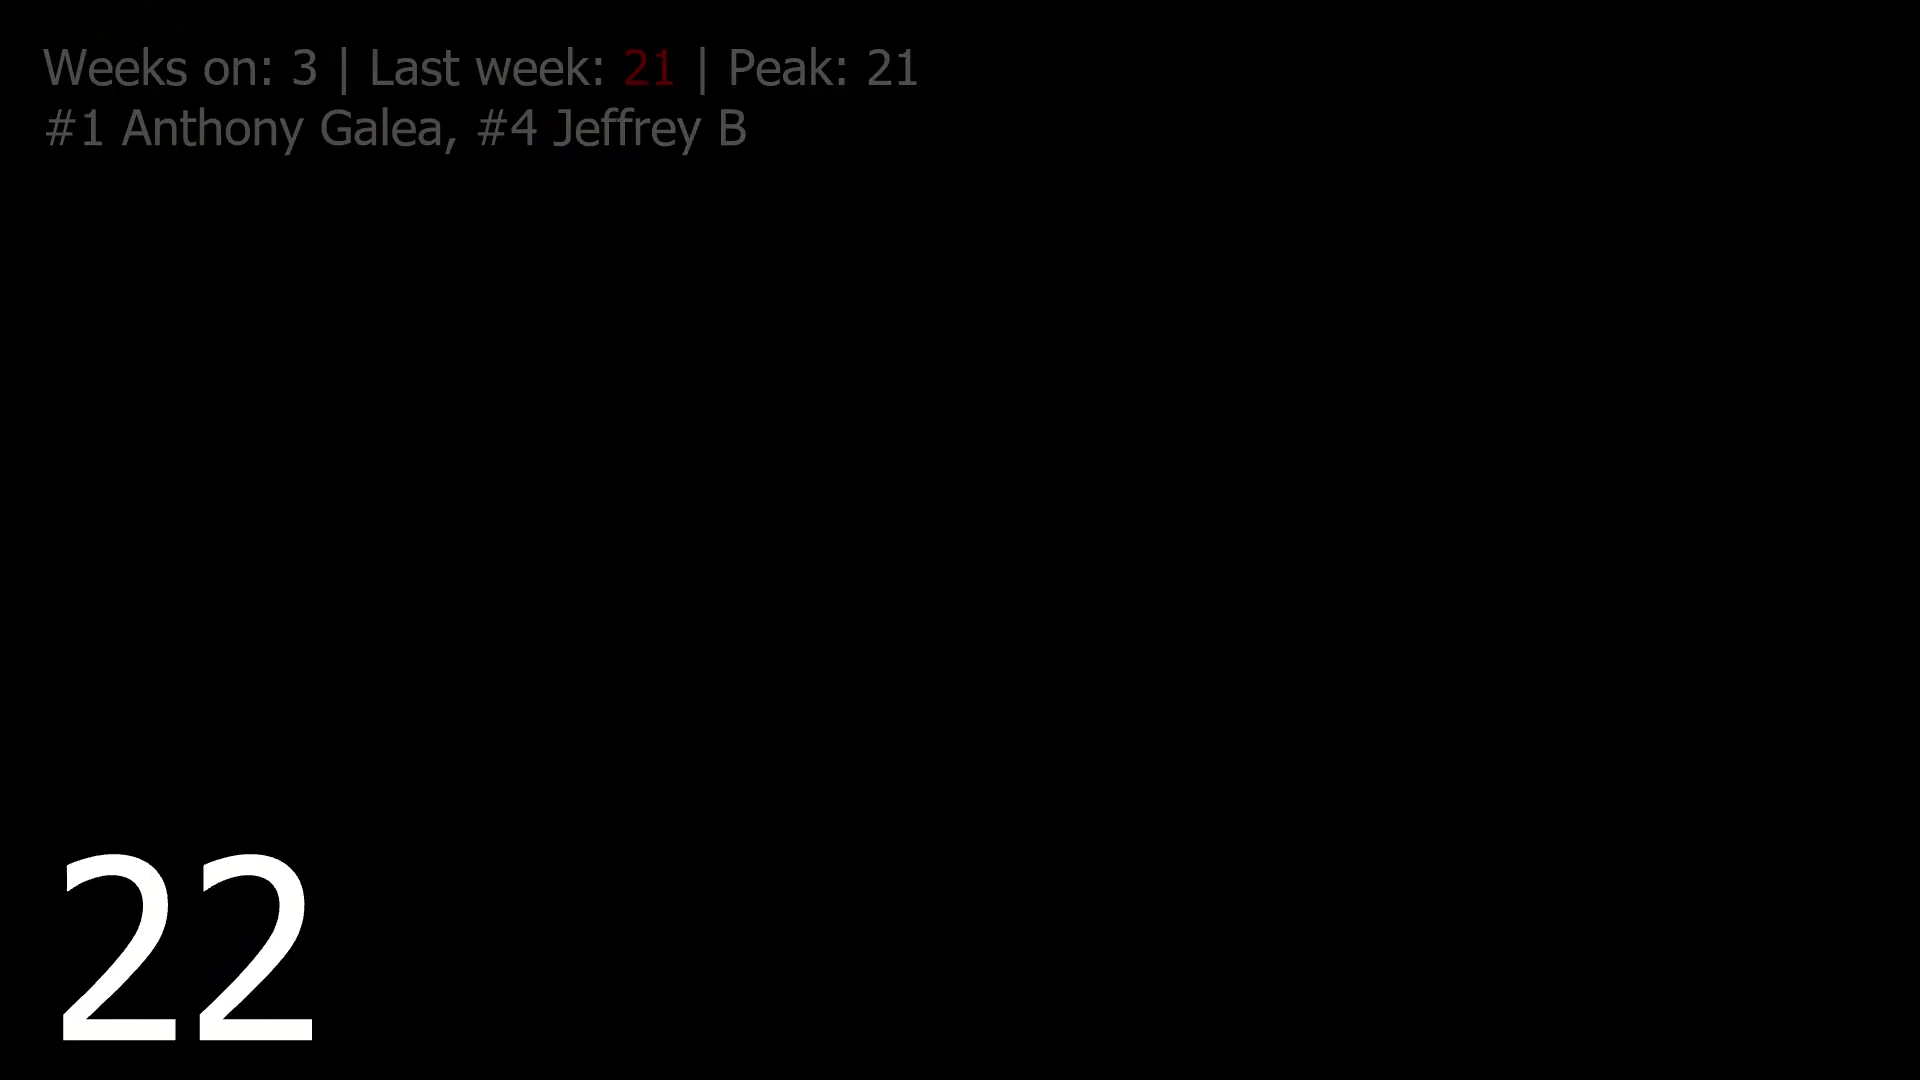 Weeks on: 3 | Last week: 21 | Peak: 21
#1 Anthony Galea, #4 Jeffrey B
22